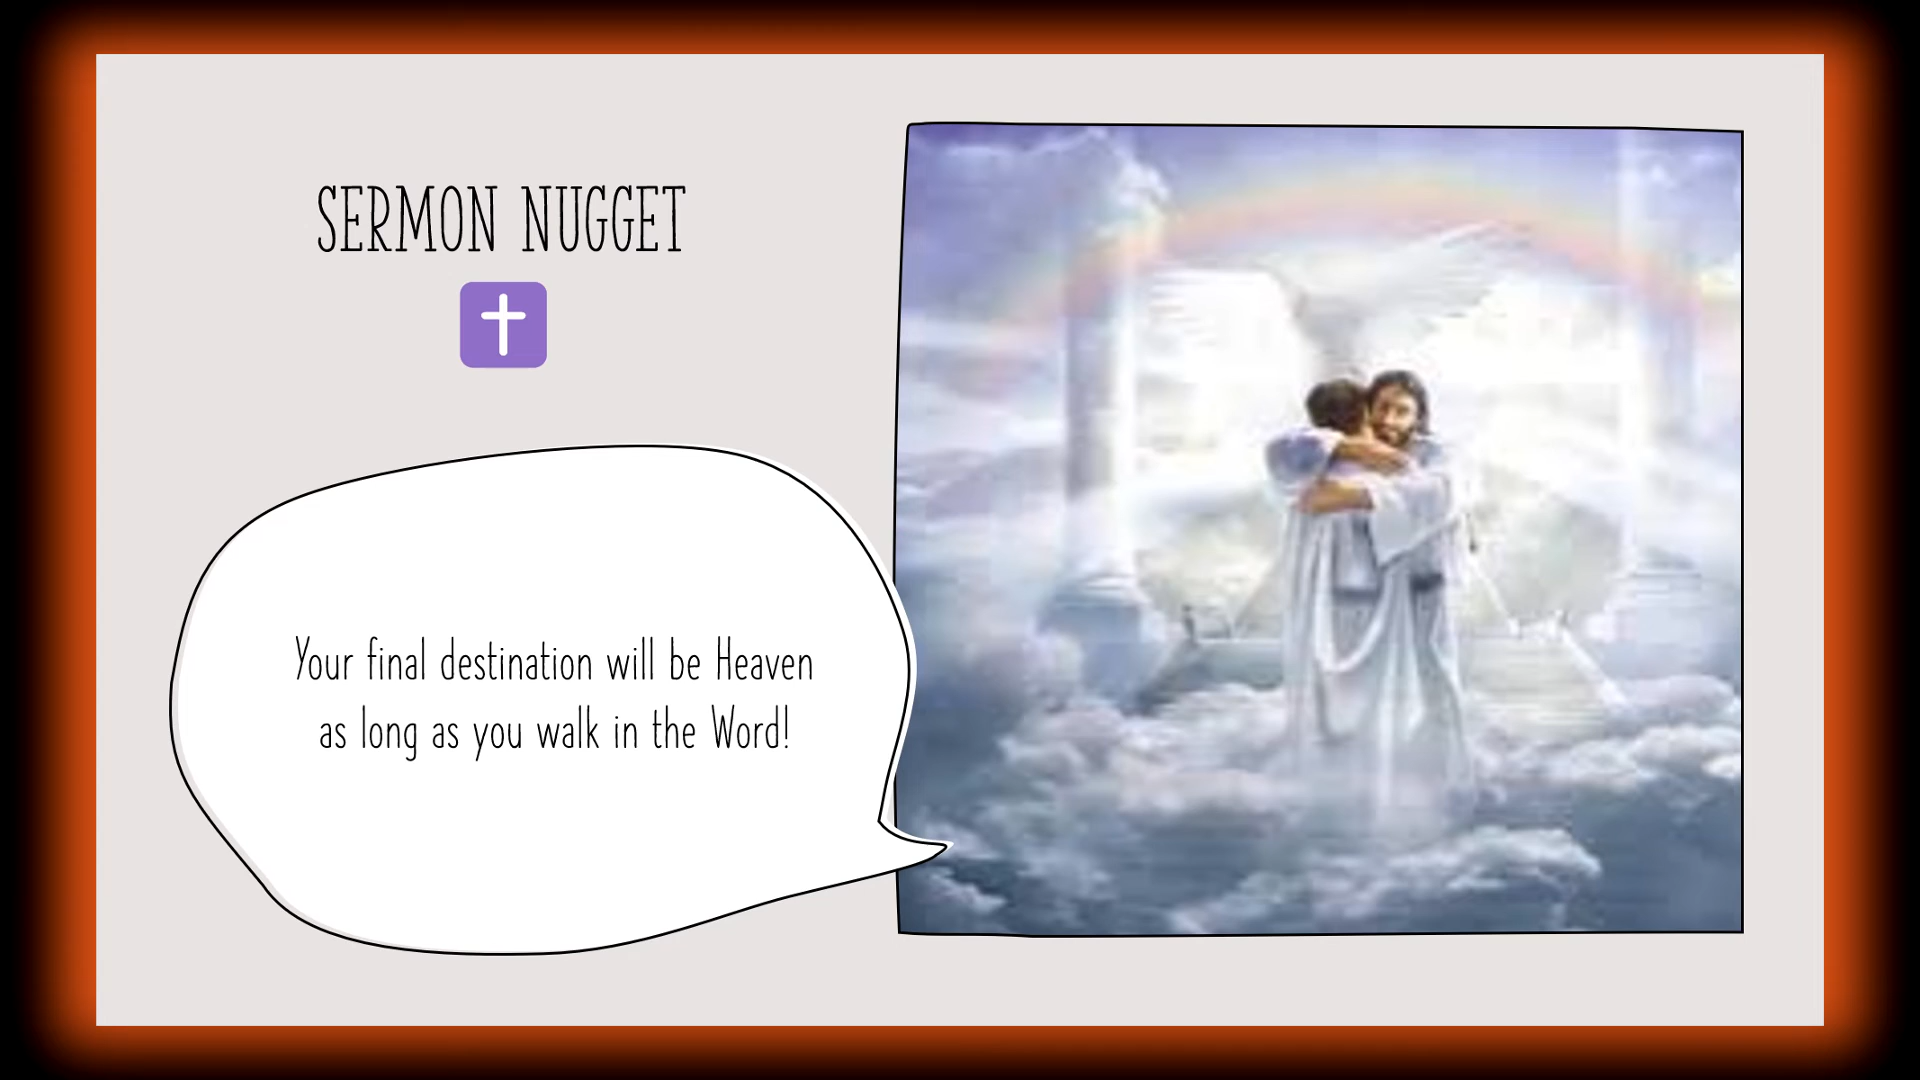 SERMON NUGGET
Your final destination will be Heaven
as long as you walk in the Word!